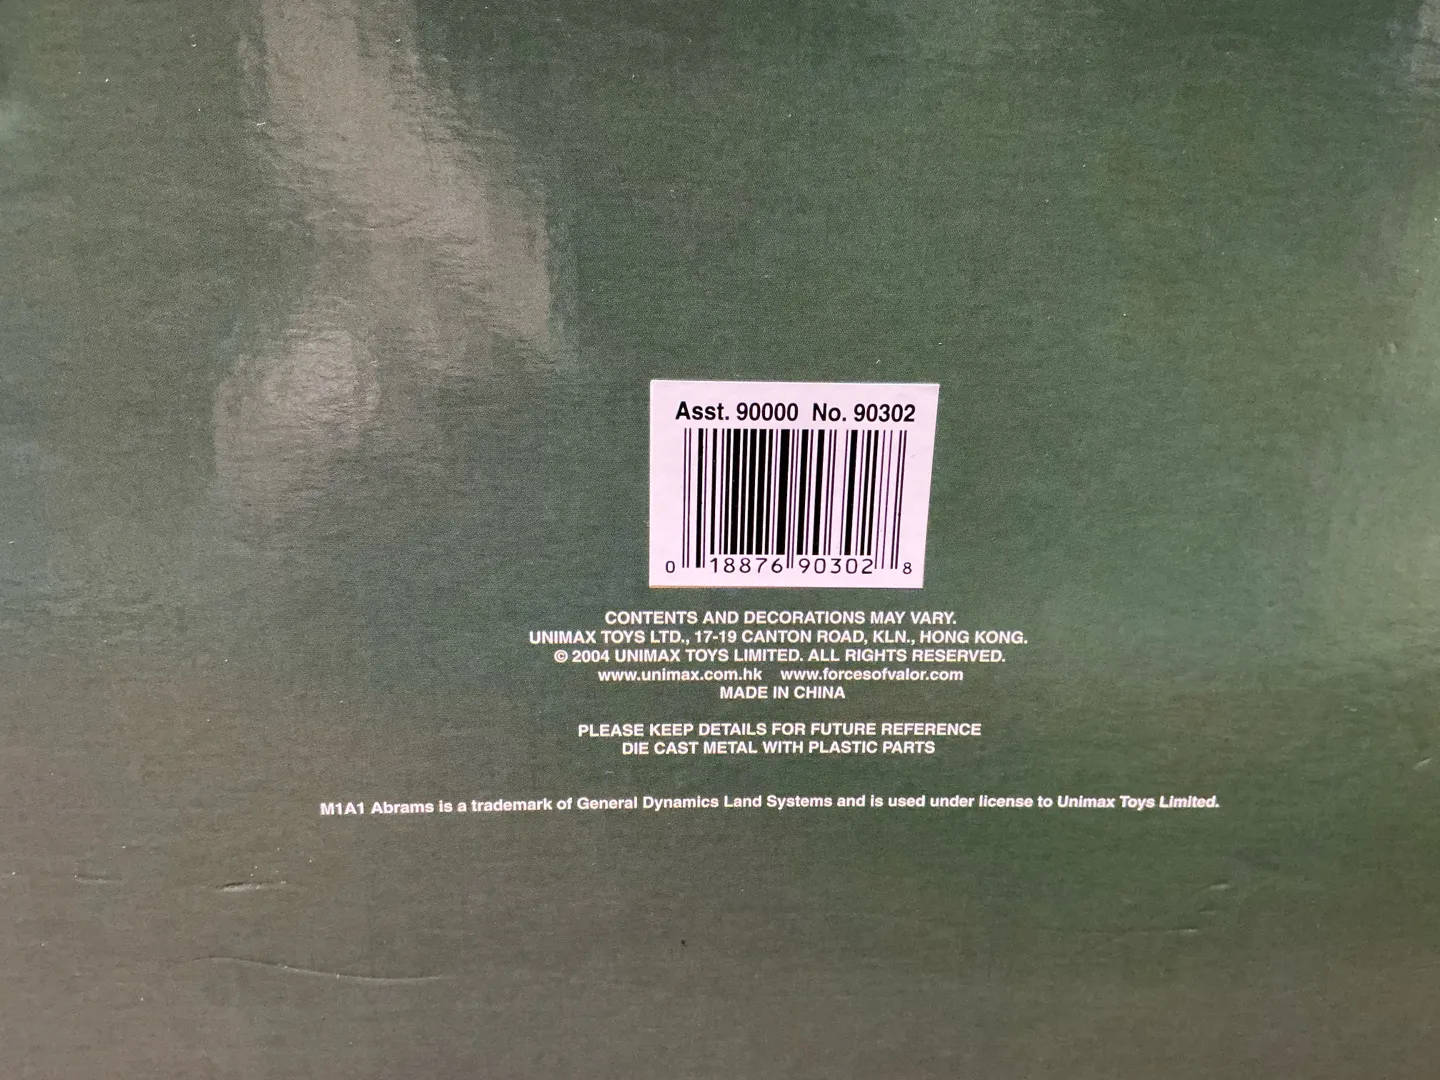 Asst. 90000 No. 90302
0 18876 90302 8
CONTENTS AND DECORATIONS MAY VARY.
UNIMAX TOYS LTD., 17-19 CANTON ROAD, KLN., HONG KONG.
© 2004 UNIMAX TOYS LIMITED. ALL RIGHTS RESERVED.
www.unimax.com.hk www.forcesofvalor.com
MADE IN CHINA
PLEASE KEEP DETAILS FOR FUTURE REFERENCE
DIE CAST METAL WITH PLASTIC PARTS
M1A1 Abrams is a trademark of General Dynamics Land Systems and is used under license to Unimax Toys Limited.